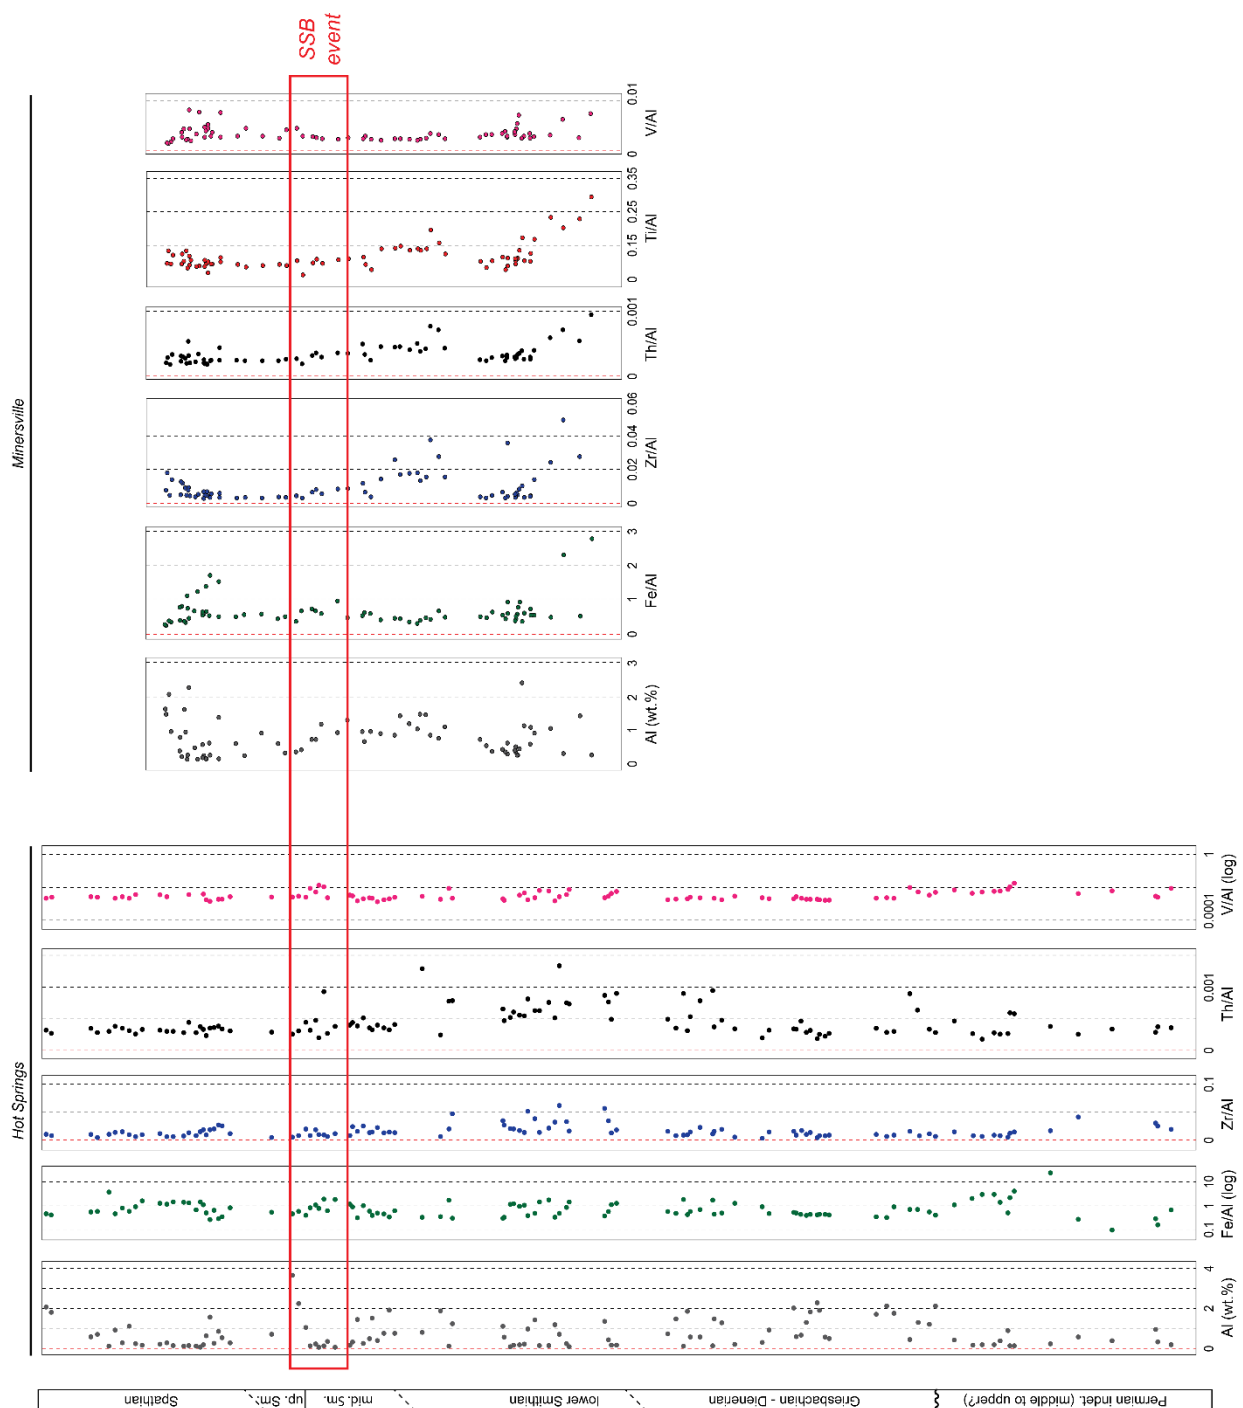 SSB
event
Minersville
0
0.01
V/Al
0
0.15
0.25
0.35
Ti/Al
0
0.001
Th/Al
0
0.02
0.04
0.06
Zr/Al
0
1
2
3
Fe/Al
0
1
2
3
Al (wt.%)
Hot Springs
0.0001
1
V/Al (log)
0
0.001
Th/Al
0
0.1
Zr/Al
0.1
1
10
Fe/Al (log)
0
2
4
Al (wt.%)
Spathian
up. Sm.
mid. Sm.
lower Smithian
Griesbachian - Dienerian
Permian indet. (middle to upper?)